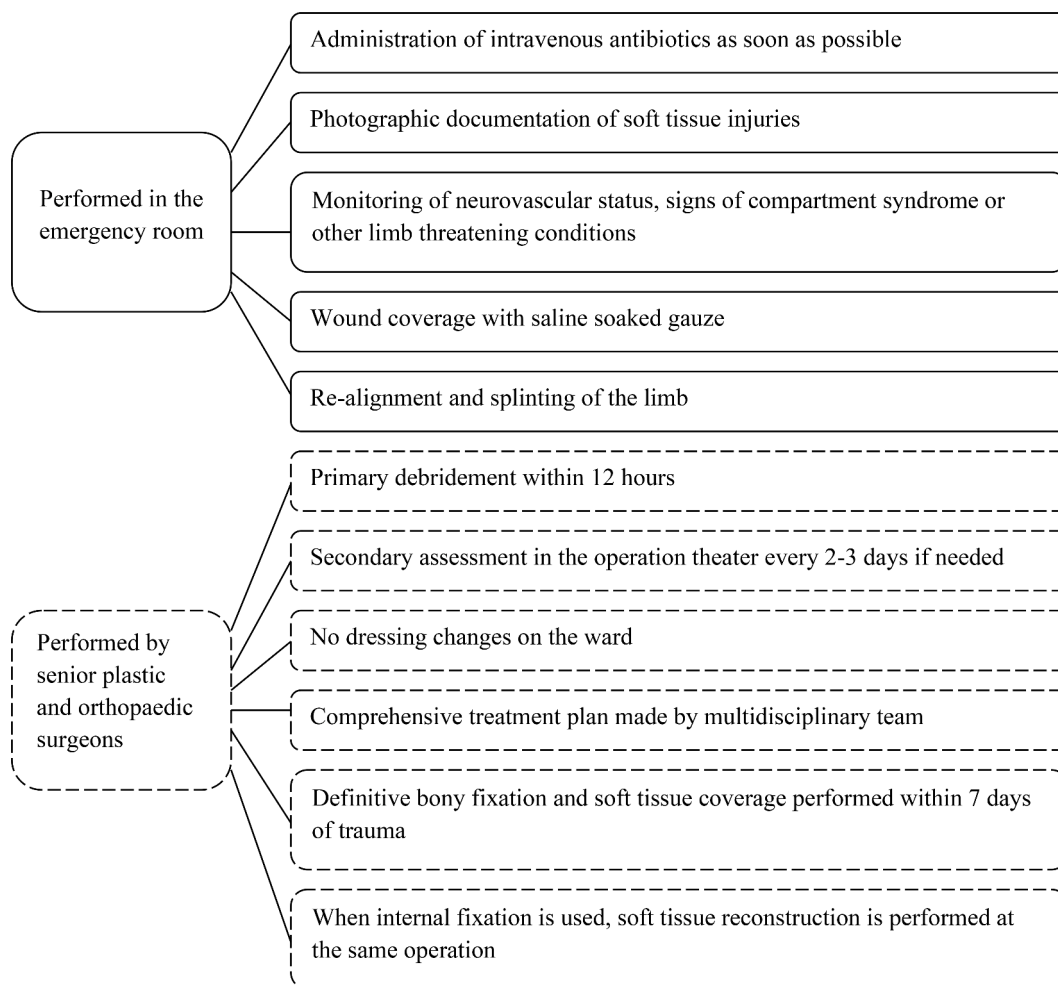 Performed in the
emergency room
Administration of intravenous antibiotics as soon as possible
Photographic documentation of soft tissue injuries
Monitoring of neurovascular status, signs of compartment syndrome or
other limb threatening conditions
Wound coverage with saline soaked gauze
Re-alignment and splinting of the limb
Performed by
senior plastic
and orthopaedic
surgeons
Primary debridement within 12 hours
Secondary assessment in the operation theater every 2-3 days if needed
No dressing changes on the ward
Comprehensive treatment plan made by multidisciplinary team
Definitive bony fixation and soft tissue coverage performed within 7 days
of trauma
When internal fixation is used, soft tissue reconstruction is performed at
the same operation